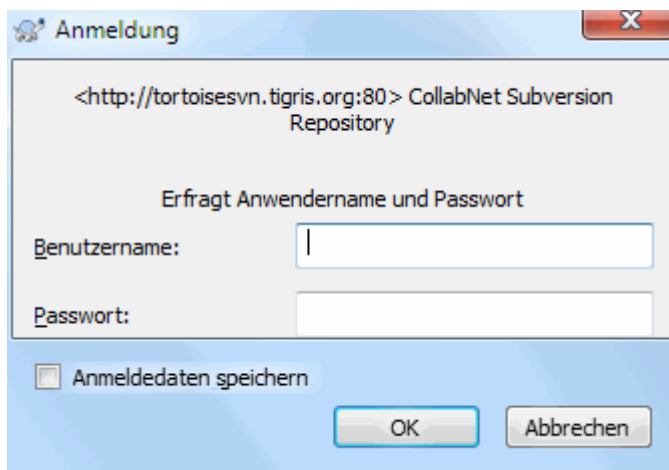 Anmeldung
<http://tortoisesvn.tigris.org:80> CollabNet Subversion
Repository
Erfragt Anwendername und Passwort
Benutzername:
Passwort:
Anmeldedaten speichern
OK Abbrechen